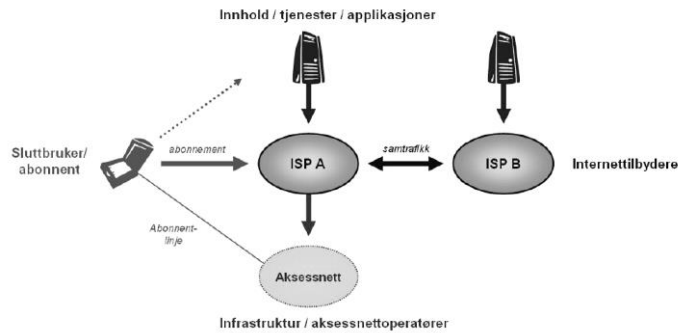 Innhold / tjenester / applikasjoner
Sluttbruker/
abonnent
abonnement
ISP A
samtrafikk
ISP B
Internettilbydere
Abonnent-
linje
Aksessnett
Infrastruktur / aksessnettoperatører